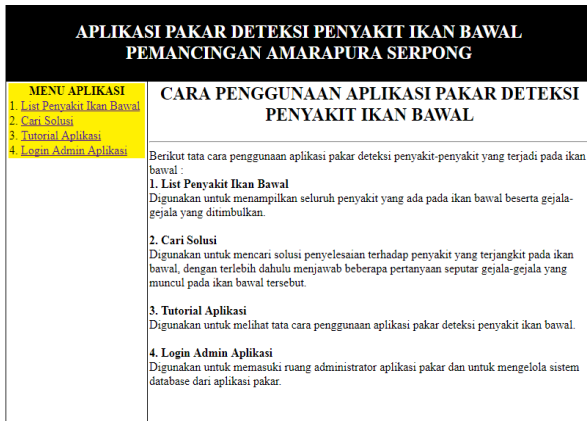 APLIKASI PAKAR DETEKSI PENYAKIT IKAN BAWAL
PEMANCINGAN AMARAPURA SERPONG
MENU APLIKASI
1. List Penyakit Ikan Bawal
2. Cari Solusi
3. Tutorial Aplikasi
4. Login Admin Aplikasi
CARA PENGGUNAAN APLIKASI PAKAR DETEKSI
PENYAKIT IKAN BAWAL
Berikut tata cara penggunaan aplikasi pakar deteksi penyakit-penyakit yang terjadi pada ikan
bawal :
1. List Penyakit Ikan Bawal
Digunakan untuk menampilkan seluruh penyakit yang ada pada ikan bawal beserta gejala-
gejala yang ditimbulkan.
2. Cari Solusi
Digunakan untuk mencari solusi penyelesaian terhadap penyakit yang terjangkit pada ikan
bawal, dengan terlebih dahulu menjawab beberapa pertanyaan seputar gejala-gejala yang
muncul pada ikan bawal tersebut.
3. Tutorial Aplikasi
Digunakan untuk melihat tata cara penggunaan aplikasi pakar deteksi penyakit ikan bawal.
4. Login Admin Aplikasi
Digunakan untuk memasuki ruang administrator aplikasi pakar dan untuk mengelola sistem
database dari aplikasi pakar.